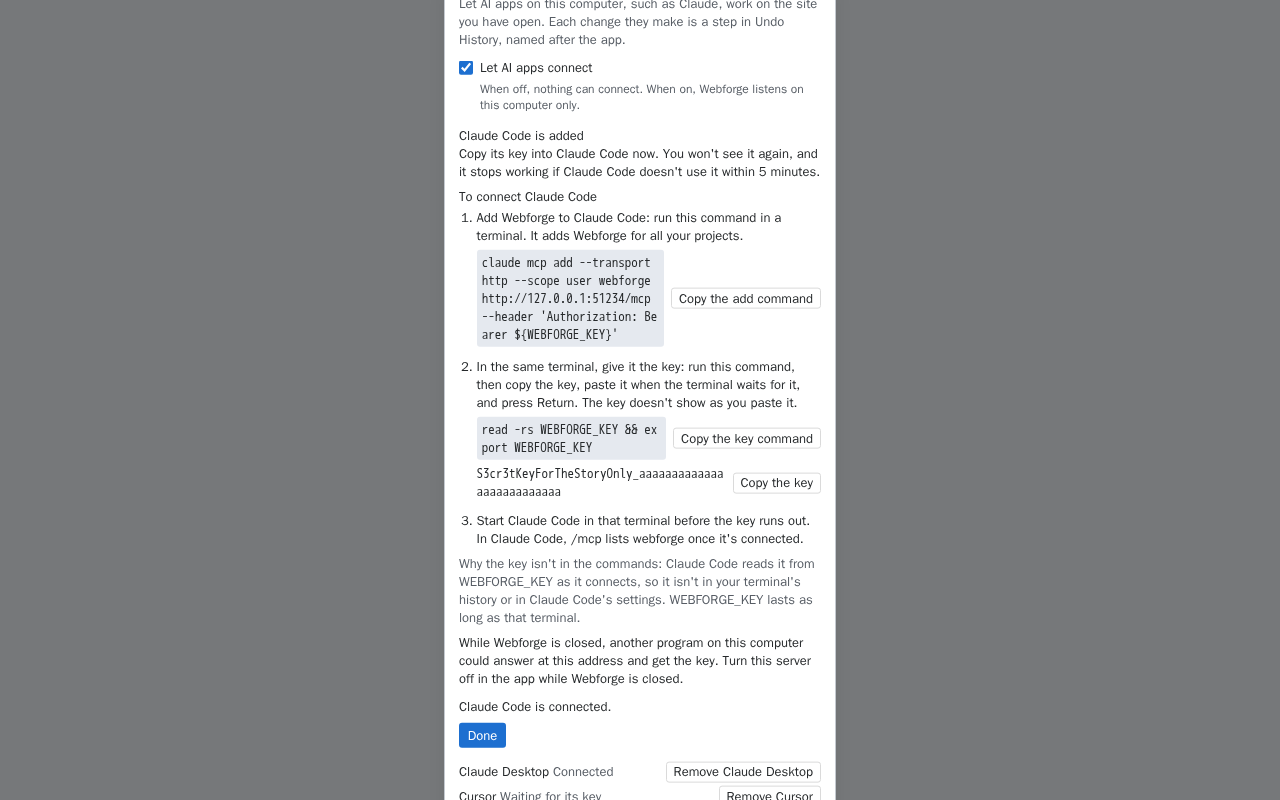 Let AI apps on this computer, such as Claude, work on the site
you have open. Each change they make is a step in Undo
History, named after the app.
Let AI apps connect
When off, nothing can connect. When on, Webforge listens on
this computer only.
Claude Code is added
Copy its key into Claude Code now. You won't see it again, and
it stops working if Claude Code doesn't use it within 5 minutes.
To connect Claude Code
1. Add Webforge to Claude Code: run this command in a
terminal. It adds Webforge for all your projects.
claude mcp add --transport
http --scope user webforge
http://127.0.0.1:51234/mcp
--header 'Authorization: Be
arer ${WEBFORGE_KEY}'
Copy the add command
2. In the same terminal, give it the key: run this command,
then copy the key, paste it when the terminal waits for it,
and press Return. The key doesn't show as you paste it.
read -rs WEBFORGE_KEY && ex
port WEBFORGE_KEY
Copy the key command
S3cr3tKeyForTheStoryOnly_aaaaaaaaaaaaa
aaaaaaaaaaaaa
Copy the key
3. Start Claude Code in that terminal before the key runs out.
In Claude Code, /mcp lists webforge once it's connected.
Why the key isn't in the commands: Claude Code reads it from
WEBFORGE_KEY as it connects, so it isn't in your terminal's
history or in Claude Code's settings. WEBFORGE_KEY lasts as
long as that terminal.
While Webforge is closed, another program on this computer
could answer at this address and get the key. Turn this server
off in the app while Webforge is closed.
Claude Code is connected.
Done
Claude Desktop Connected
Remove Claude Desktop
Cursor Waiting for its key
Remove Cursor